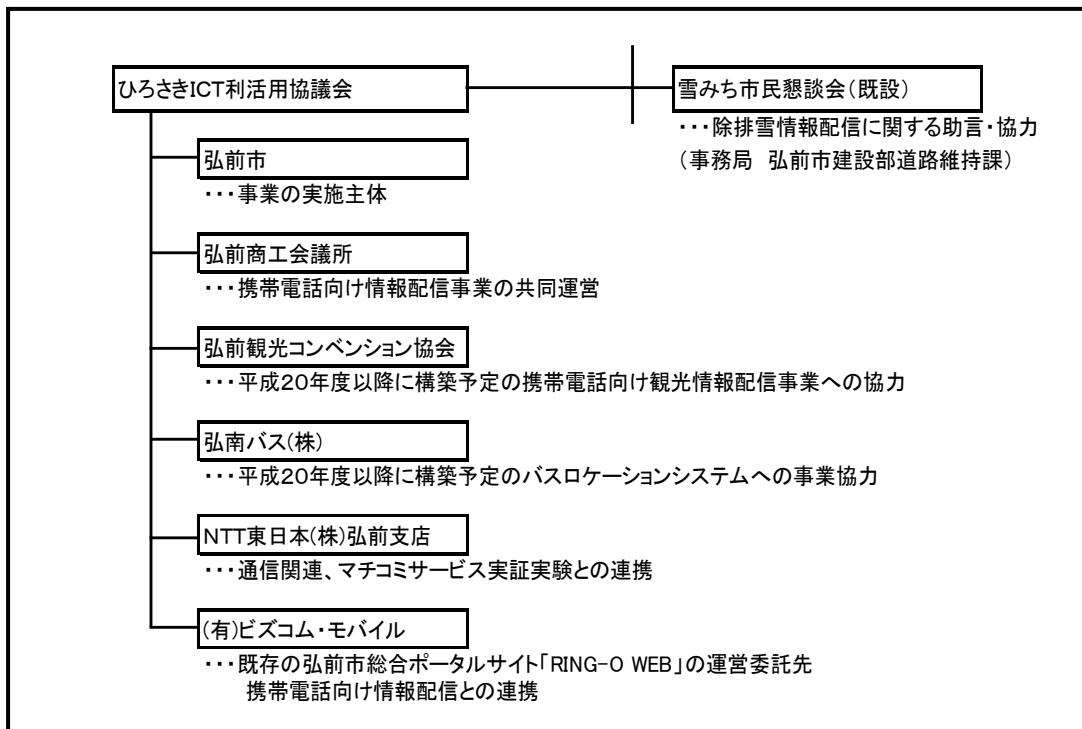 ひろさきICT利活用協議会
雪みち市民懇談会(既設)
・・・除排雪情報配信に関する助言・協力
(事務局　弘前市建設部道路維持課)
弘前市
・・・事業の実施主体
弘前商工会議所
・・・携帯電話向け情報配信事業の共同運営
弘前観光コンベンション協会
・・・平成20年度以降に構築予定の携帯電話向け観光情報配信事業への協力
弘南バス(株)
・・・平成20年度以降に構築予定のバスロケーションシステムへの事業協力
NTT東日本(株)弘前支店
・・・通信関連、マチコミサービス実証実験との連携
(有)ビズコム・モバイル
・・・既存の弘前市総合ポータルサイト「RING-O WEB」の運営委託先
携帯電話向け情報配信との連携